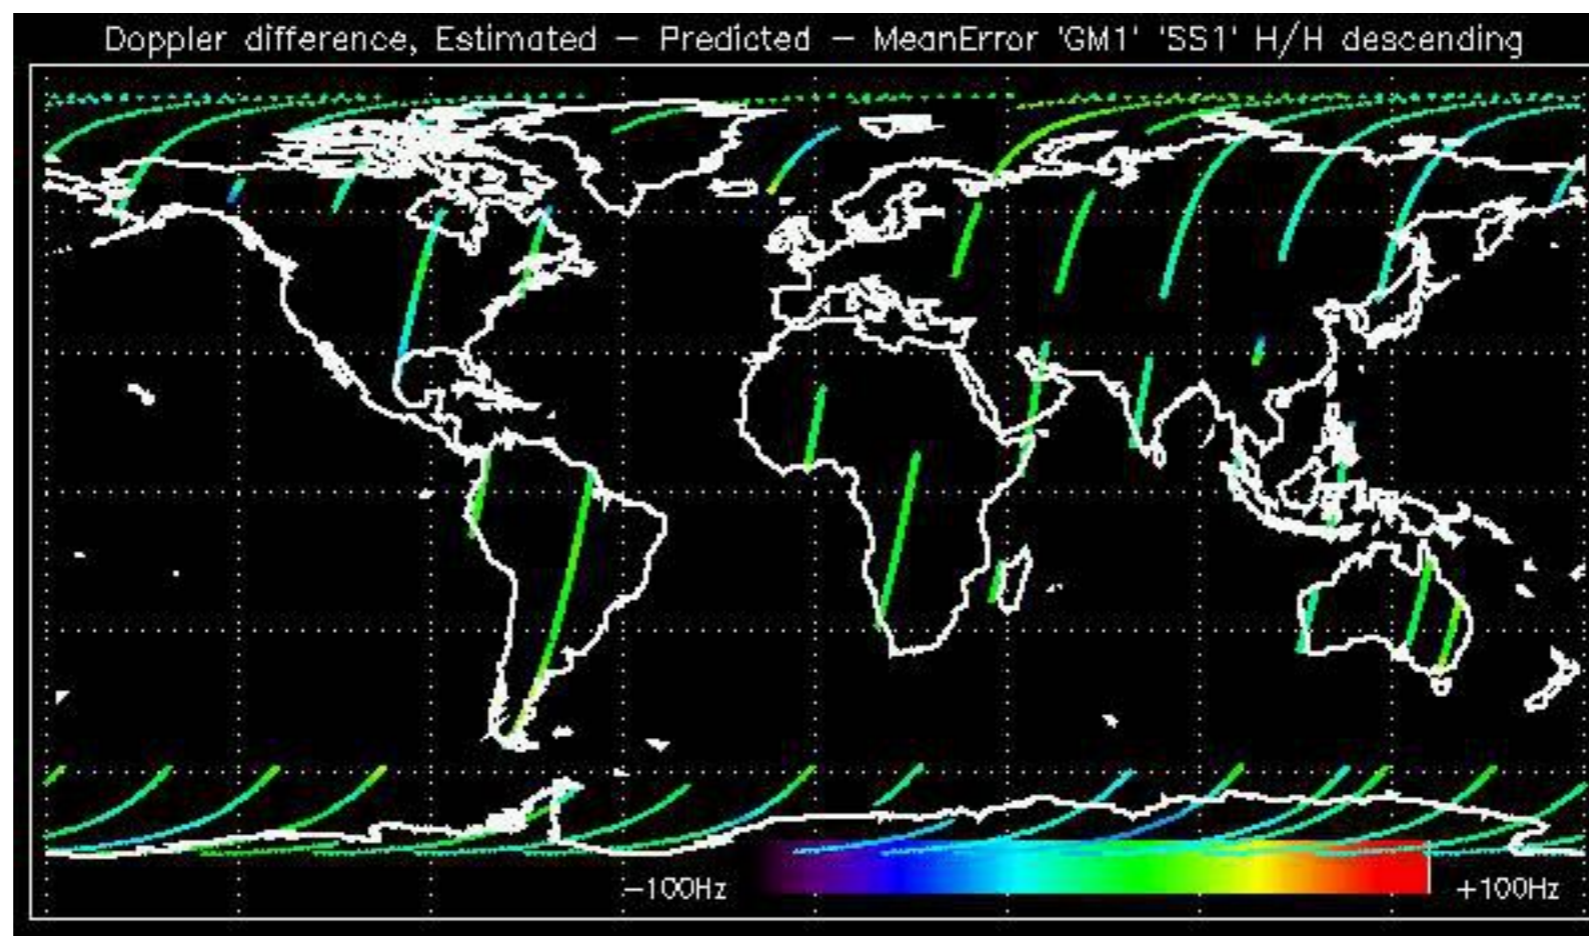 Doppler difference, Estimated – Predicted – MeanError 'GM1' 'SS1' H/H descending
–100Hz +100Hz